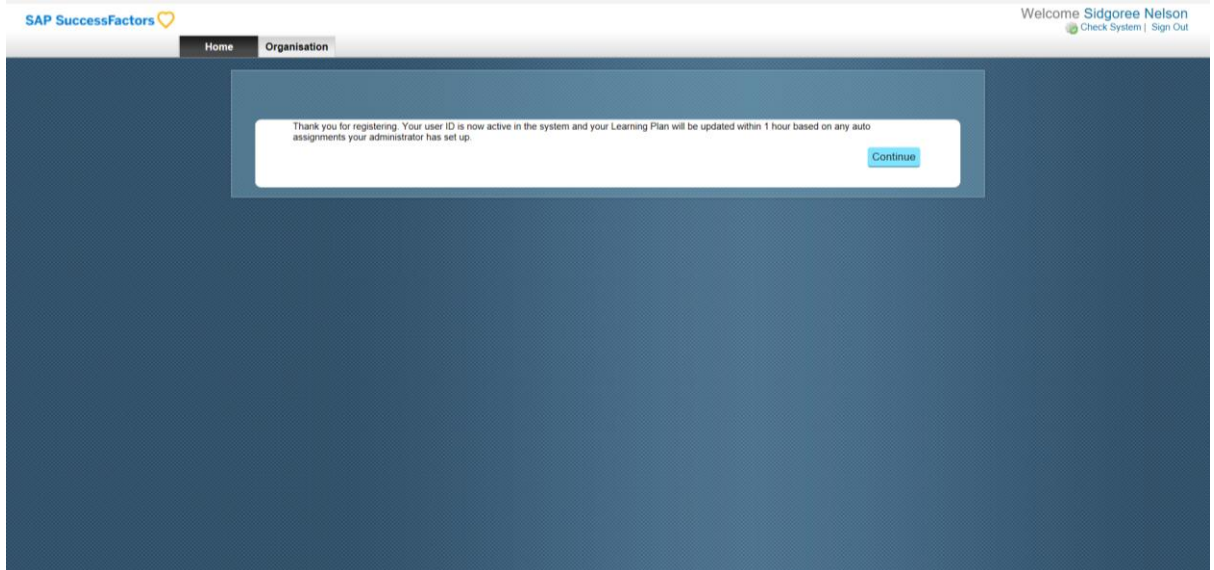 SAP SuccessFactors
Welcome Sidgoree Nelson
Check System | Sign Out
Home Organisation
Thank you for registering. Your user ID is now active in the system and your Learning Plan will be updated within 1 hour based on any auto
assignments your administrator has set up.
Continue